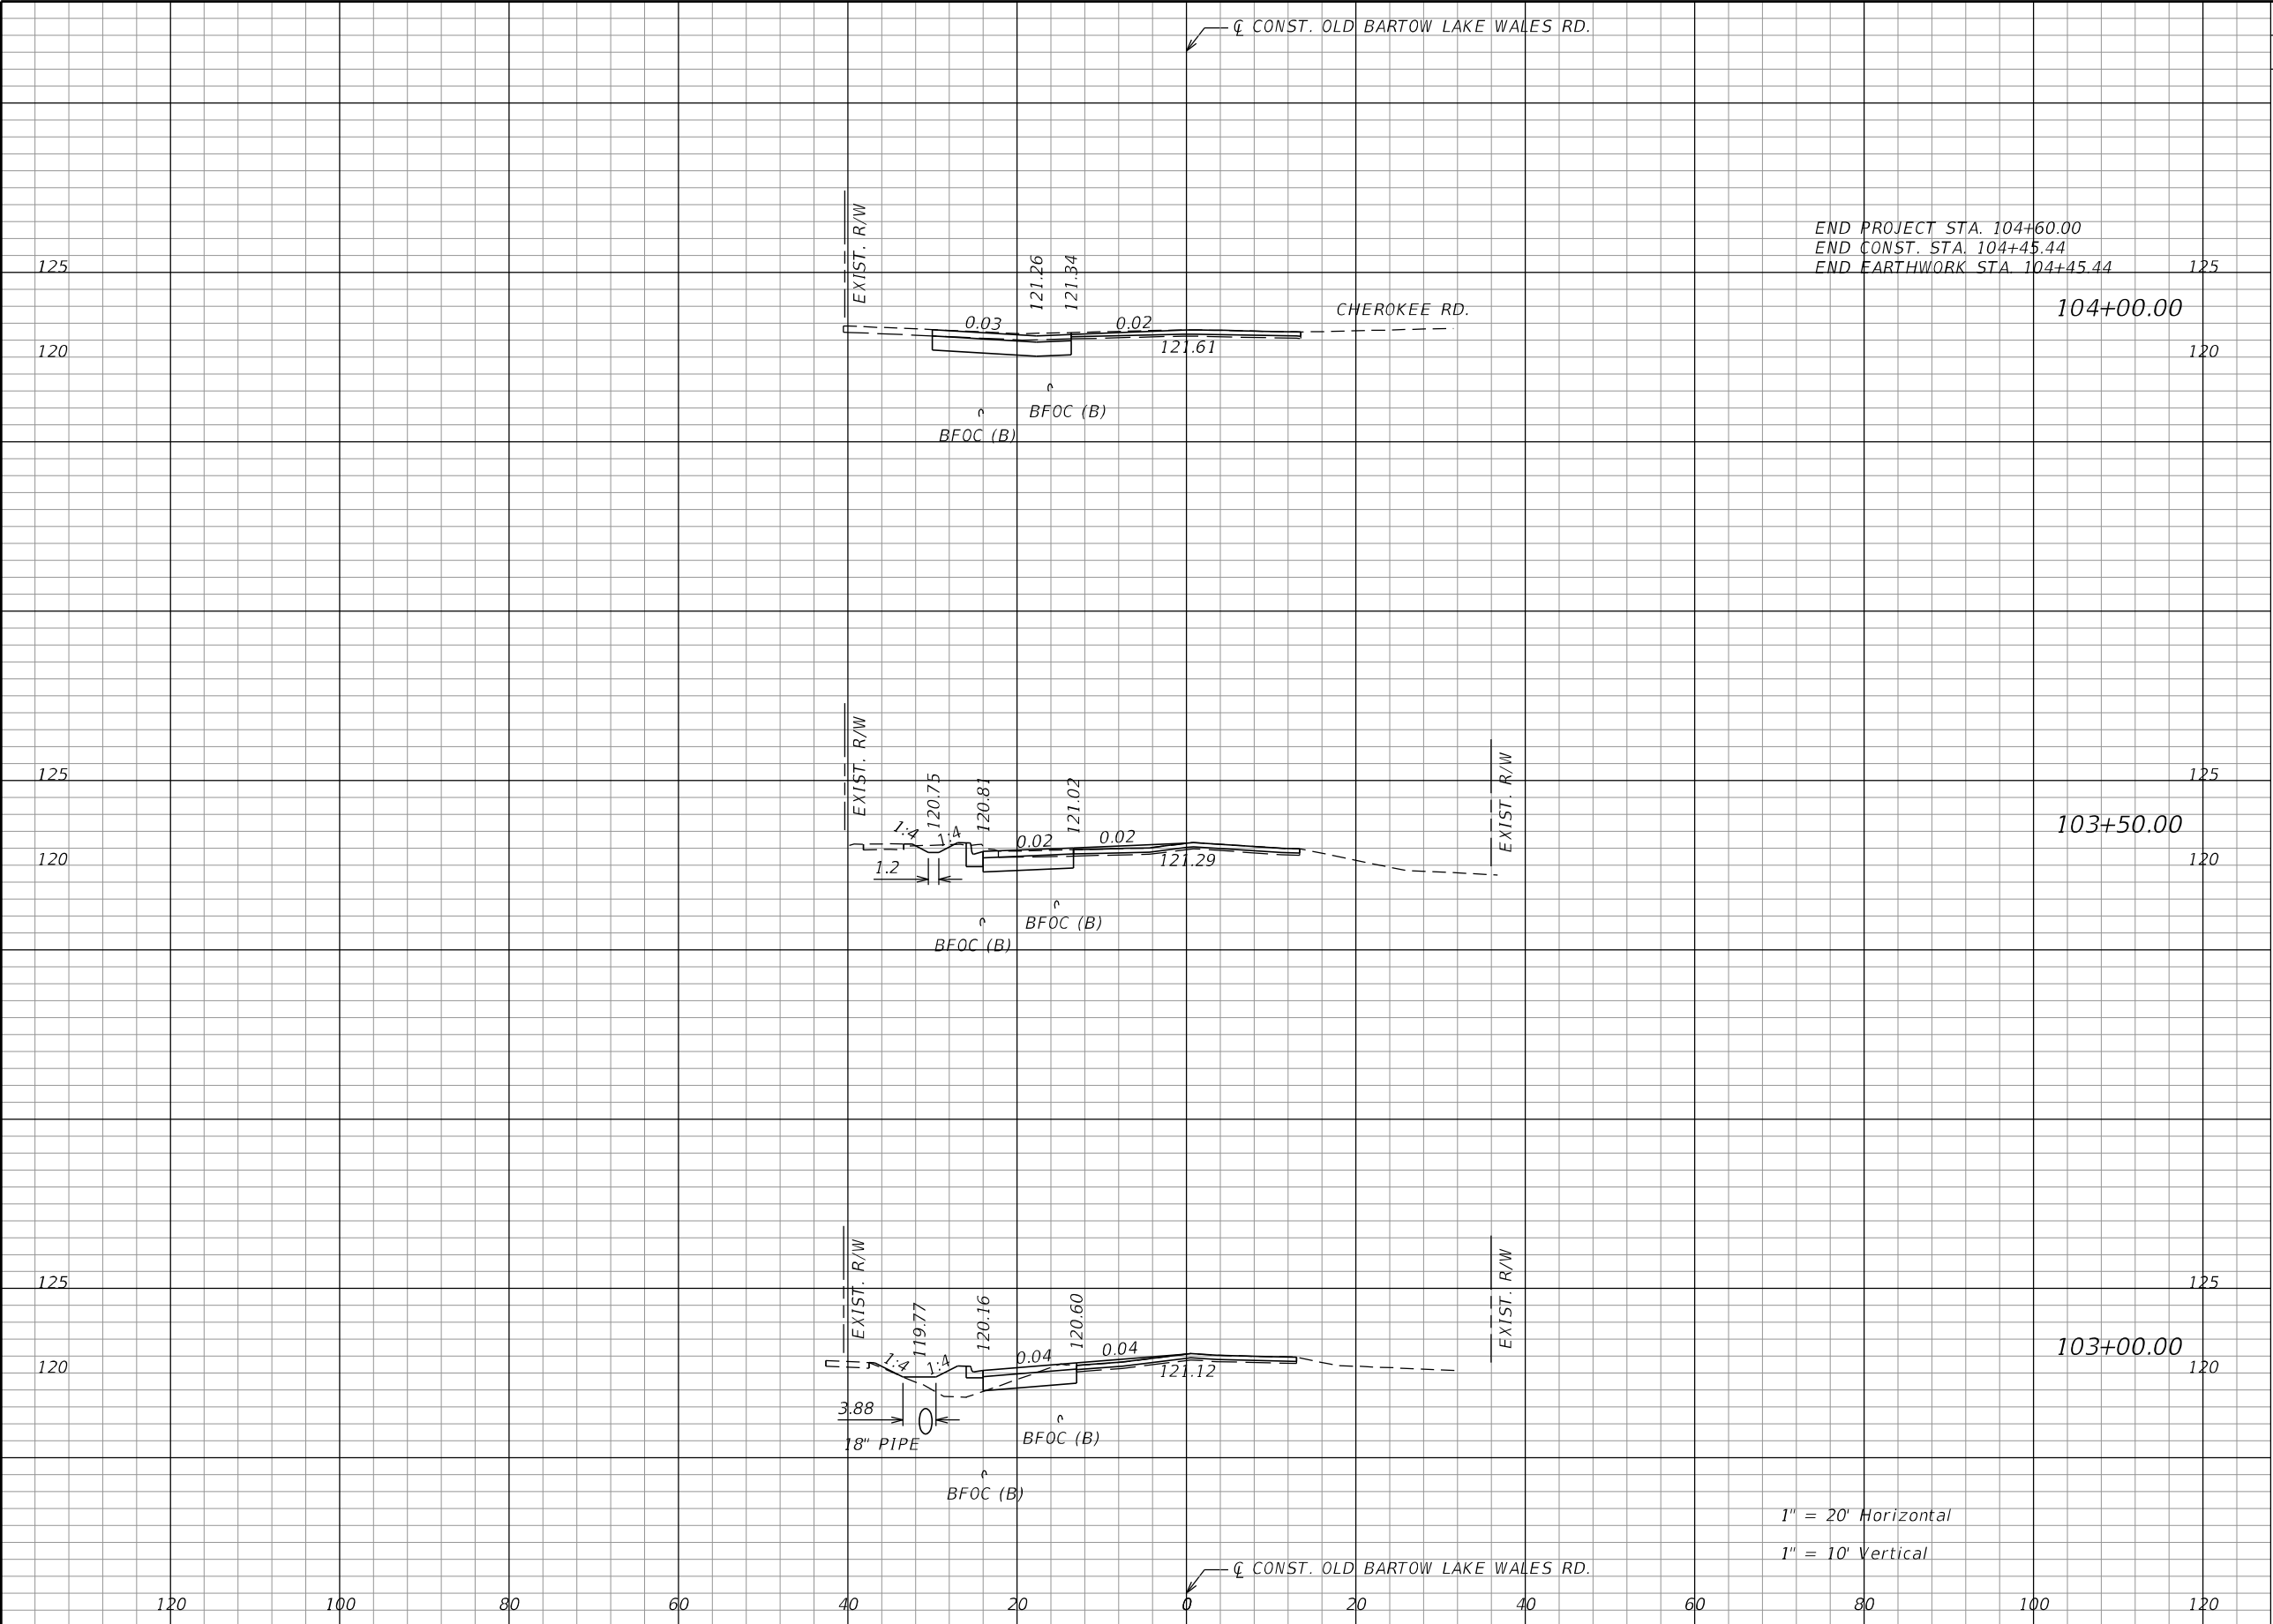 ℄ CONST. OLD BARTOW LAKE WALES RD.
EXIST. R/W
END PROJECT STA. 104+60.00
END CONST. STA. 104+45.44
END EARTHWORK STA. 104+45.44
125
125
121.26
121.34
104+00.00
CHEROKEE RD.
0.03
0.02
121.61
120
120
BFOC (B)
BFOC (B)
EXIST. R/W
EXIST. R/W
125
125
120.75
120.81
121.02
103+50.00
1:4
1:4
0.02
0.02
121.29
120
120
1.2
BFOC (B)
BFOC (B)
EXIST. R/W
EXIST. R/W
125
125
119.77
120.16
120.60
103+00.00
1:4
1:4
0.04
0.04
121.12
120
120
3.88
18" PIPE
BFOC (B)
BFOC (B)
1" = 20' Horizontal
1" = 10' Vertical
℄ CONST. OLD BARTOW LAKE WALES RD.
120 100 80 60 40 20 0 20 40 60 80 100 120